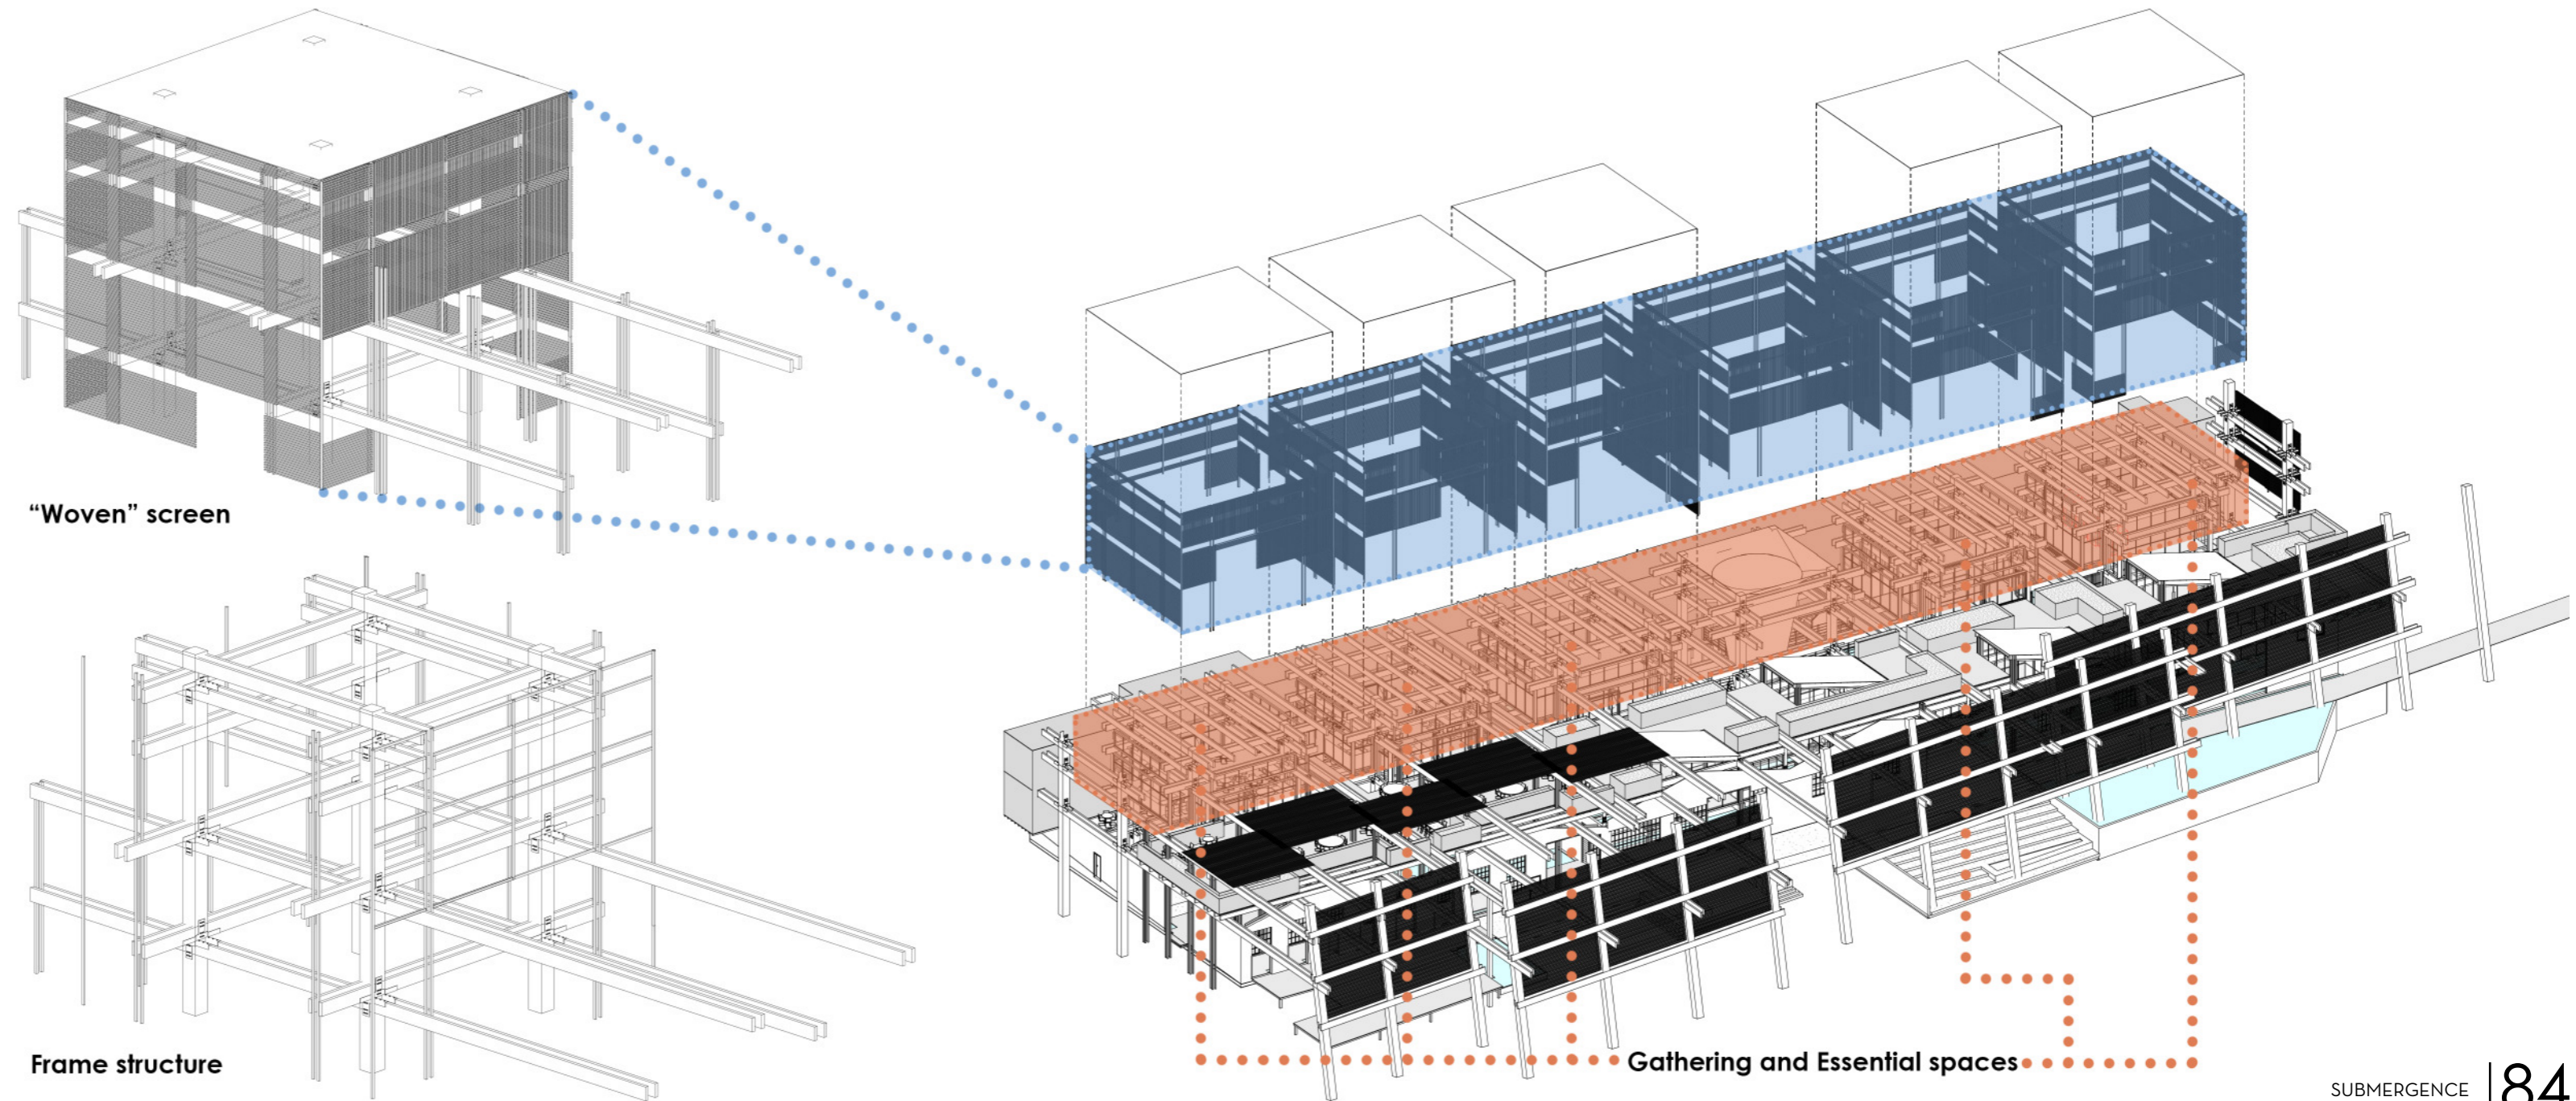 “Woven” screen
Frame structure
Gathering and Essential spaces
SUBMERGENCE |84